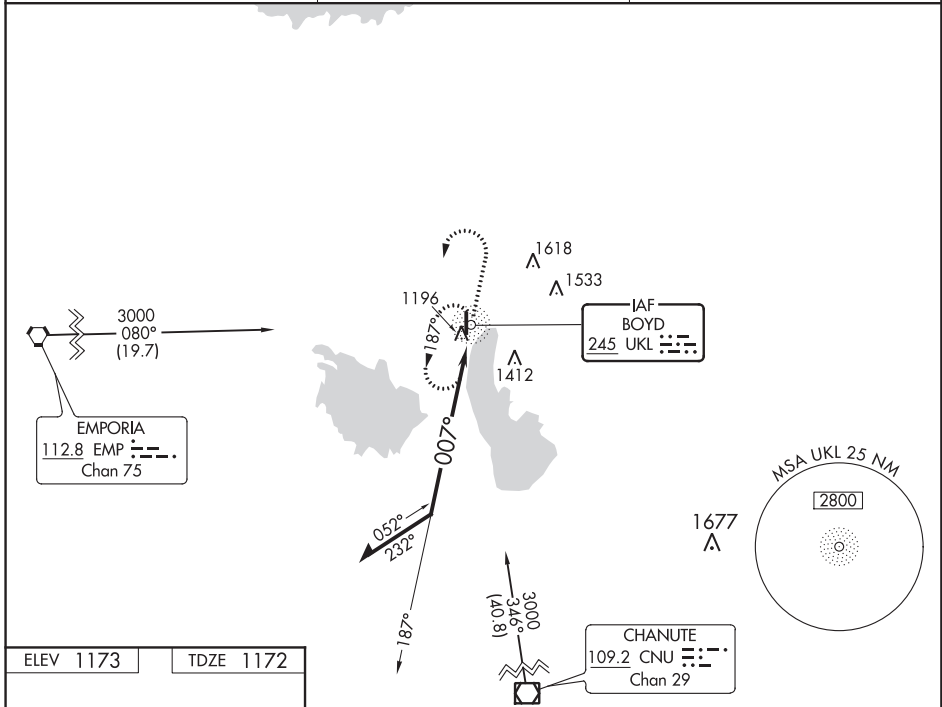 1618
1533
1196
IAF
BOYD
245 UKL
187°
1412
3000
080°
(19.7)
EMPORIA
112.8 EMP
Chan 75
007°
MSA UKL 25 NM
2800
1677
052°
232°
187°
3000
346°
(40.8)
CHANUTE
109.2 CNU
Chan 29
ELEV 1173
TDZE 1172